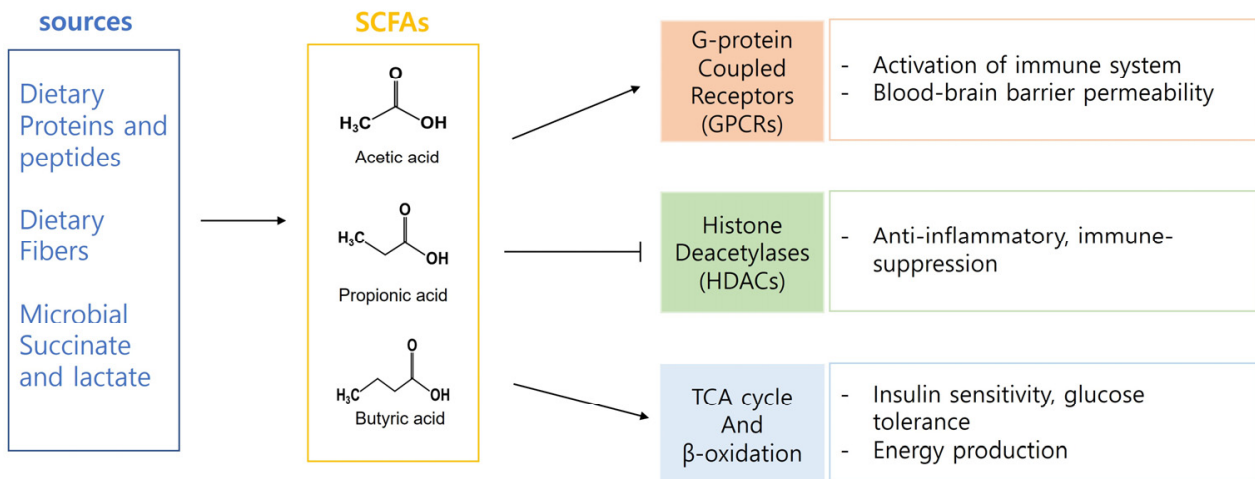 sources
Dietary
Proteins and
peptides
Dietary
Fibers
Microbial
Succinate
and lactate
SCFAs
O
H₃C
OH
Acetic acid
O
H₃C
OH
Propionic acid
O
H₃C
OH
Butyric acid
G-protein
Coupled
Receptors
(GPCRs)
- Activation of immune system
- Blood-brain barrier permeability
Histone
Deacetylases
(HDACs)
- Anti-inflammatory, immune-
suppression
TCA cycle
And
β-oxidation
- Insulin sensitivity, glucose
tolerance
- Energy production